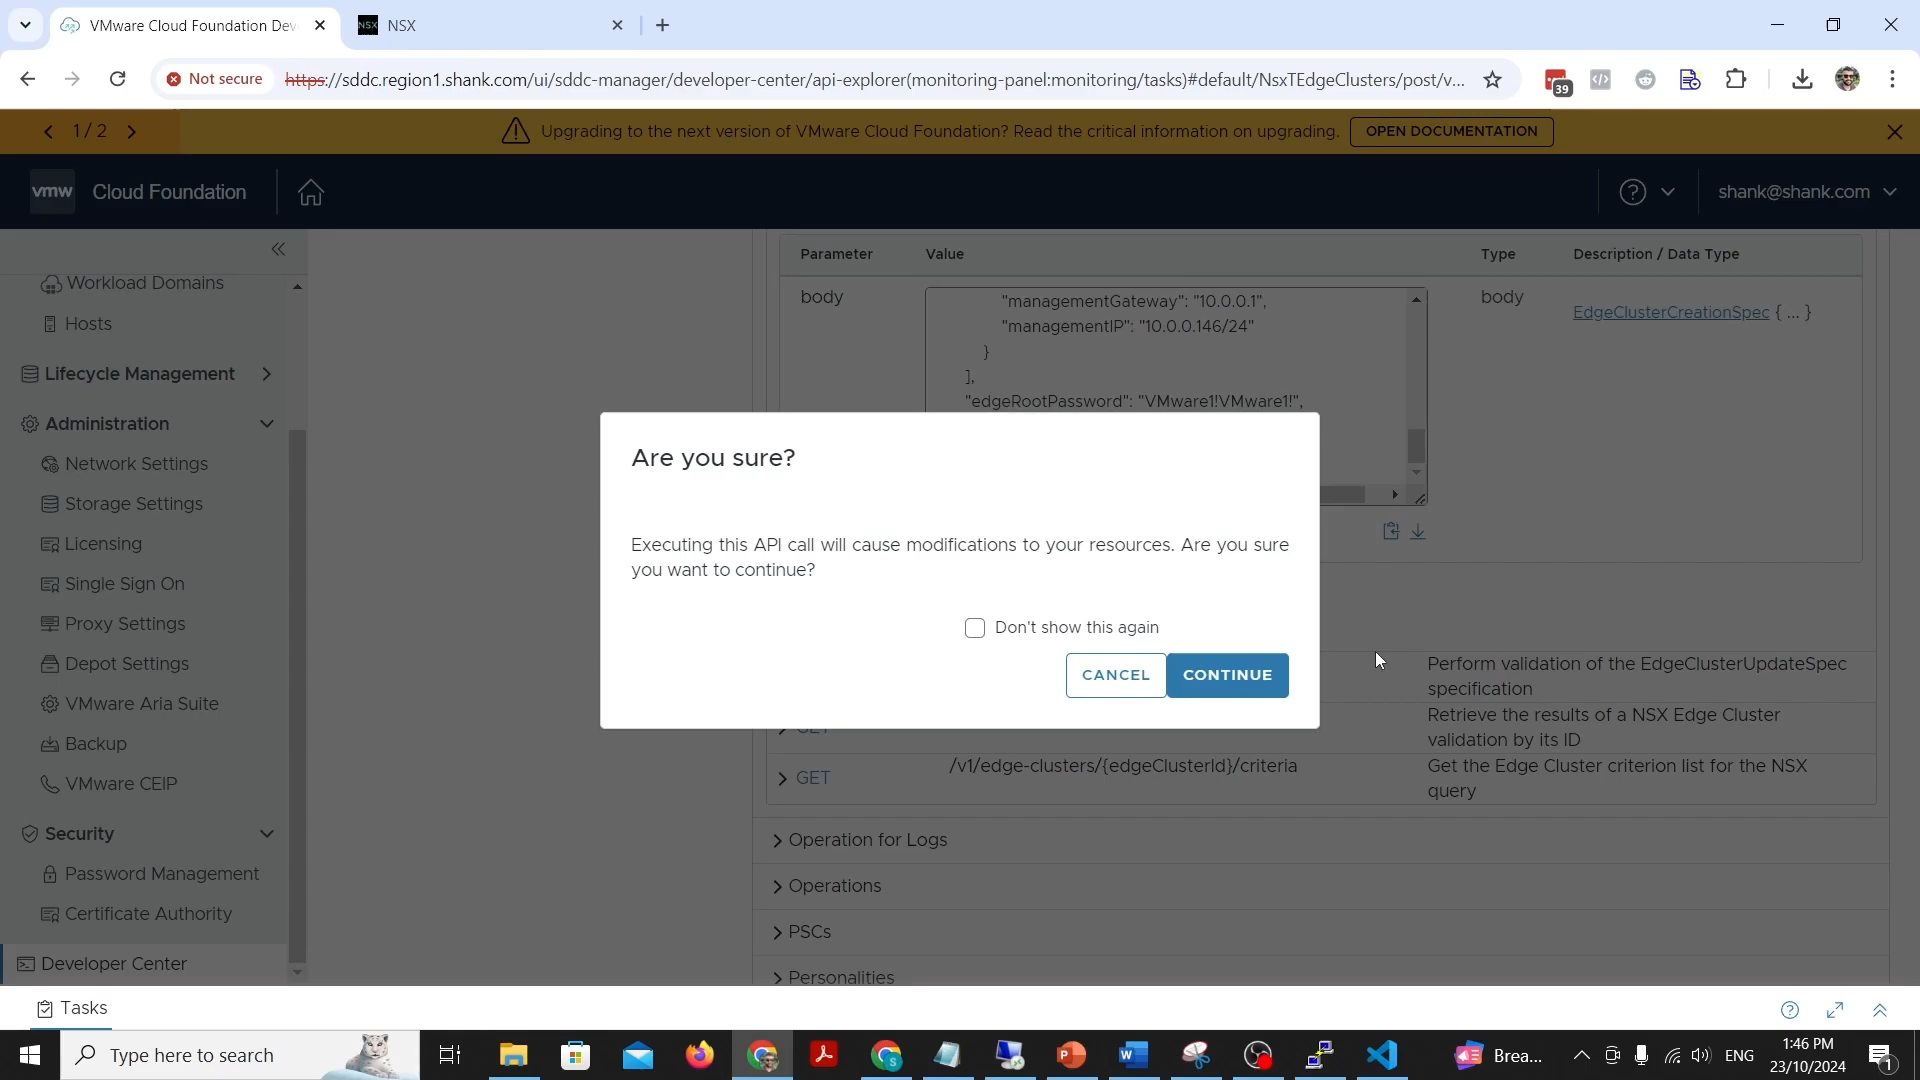 VMware Cloud Foundation Dev
NSX
NSX
Not secure
https://sddc.region1.shank.com/ui/sddc-manager/developer-center/api-explorer(monitoring-panel:monitoring/tasks)#default/NsxTEdgeClusters/post/v...
39
1 / 2
Upgrading to the next version of VMware Cloud Foundation? Read the critical information on upgrading.
OPEN DOCUMENTATION
vmw
Cloud Foundation
shank@shank.com
Workload Domains
Hosts
Lifecycle Management
Administration
Network Settings
Storage Settings
Licensing
Single Sign On
Proxy Settings
Depot Settings
VMware Aria Suite
Backup
VMware CEIP
Security
Password Management
Certificate Authority
Developer Center
Parameter
Value
Type
Description / Data Type
body
"managementGateway": "10.0.0.1",
"managementIP": "10.0.0.146/24"
}
],
"edgeRootPassword": "VMware1!VMware1!",
body
EdgeClusterCreationSpec { ... }
Are you sure?
Executing this API call will cause modifications to your resources. Are you sure
you want to continue?
Don't show this again
CANCEL
CONTINUE
Perform validation of the EdgeClusterUpdateSpec
specification
GET
Retrieve the results of a NSX Edge Cluster
validation by its ID
GET
/v1/edge-clusters/{edgeClusterId}/criteria
Get the Edge Cluster criterion list for the NSX
query
Operation for Logs
Operations
PSCs
Personalities
Tasks
Type here to search
Brea...
ENG
1:46 PM
23/10/2024
1